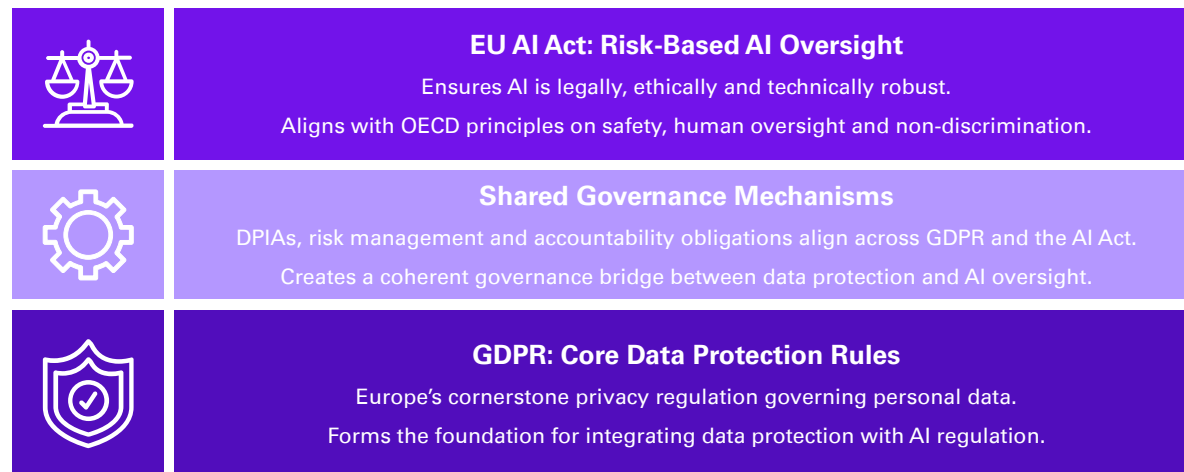 EU AI Act: Risk-Based AI Oversight
Ensures AI is legally, ethically and technically robust.
Aligns with OECD principles on safety, human oversight and non-discrimination.
Shared Governance Mechanisms
DPIAs, risk management and accountability obligations align across GDPR and the AI Act.
Creates a coherent governance bridge between data protection and AI oversight.
GDPR: Core Data Protection Rules
Europe’s cornerstone privacy regulation governing personal data.
Forms the foundation for integrating data protection with AI regulation.